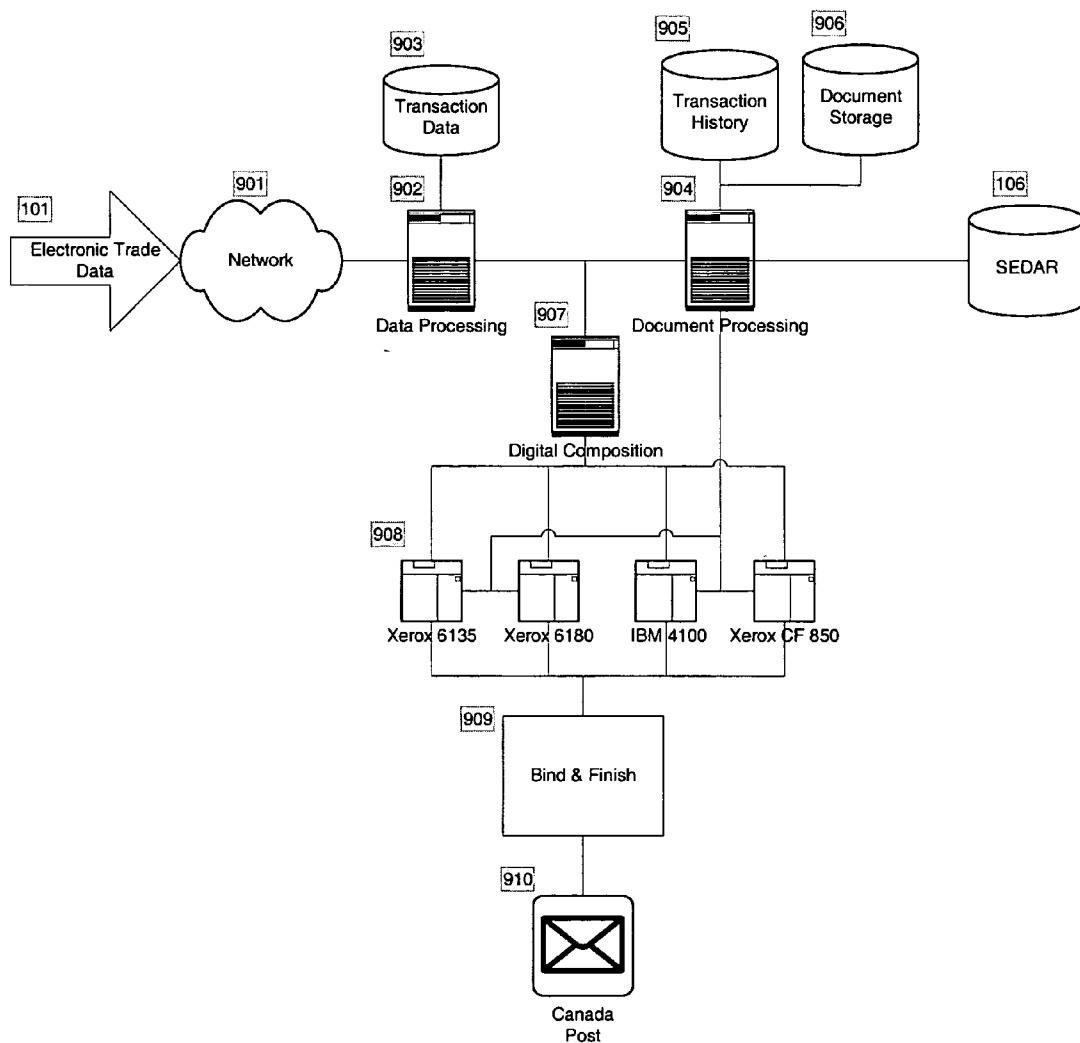 903
Transaction
Data
905
Transaction
History
906
Document
Storage
101
Electronic Trade
Data
901
Network
902
Data Processing
904
Document Processing
106
SEDAR
907
Digital Composition
908
Xerox 6135
Xerox 6180
IBM 4100
Xerox CF 850
909
Bind & Finish
910
Canada
Post